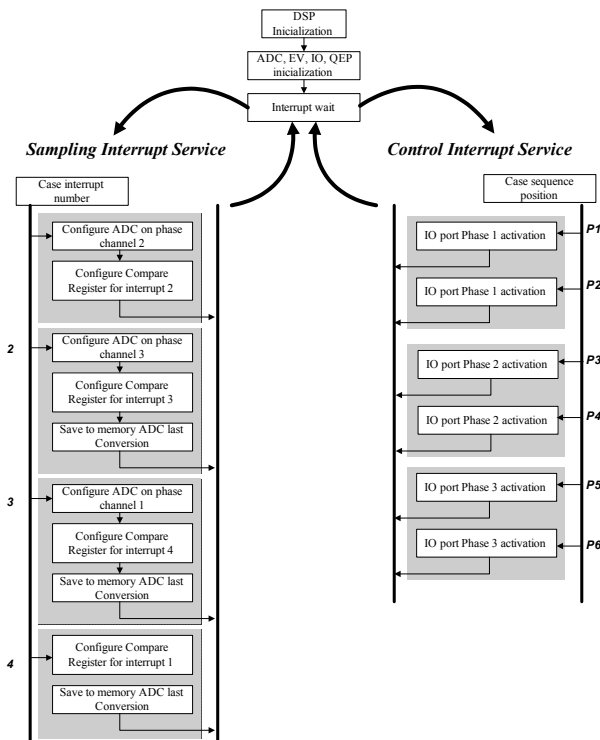 DSP
Inicialization
ADC, EV, IO, QEP
inicialization
Interrupt wait
Sampling Interrupt Service
Control Interrupt Service
Case interrupt
number
Configure ADC on phase
channel 2
Configure Compare
Register for interrupt 2
2
Configure ADC on phase
channel 3
Configure Compare
Register for interrupt 3
Save to memory ADC last
Conversion
3
Configure ADC on phase
channel 1
Configure Compare
Register for interrupt 4
Save to memory ADC last
Conversion
4
Configure Compare
Register for interrupt 1
Save to memory ADC last
Conversion
Case sequence
position
IO port Phase 1 activation
P1
IO port Phase 1 activation
P2
IO port Phase 2 activation
P3
IO port Phase 2 activation
P4
IO port Phase 3 activation
P5
IO port Phase 3 activation
P6